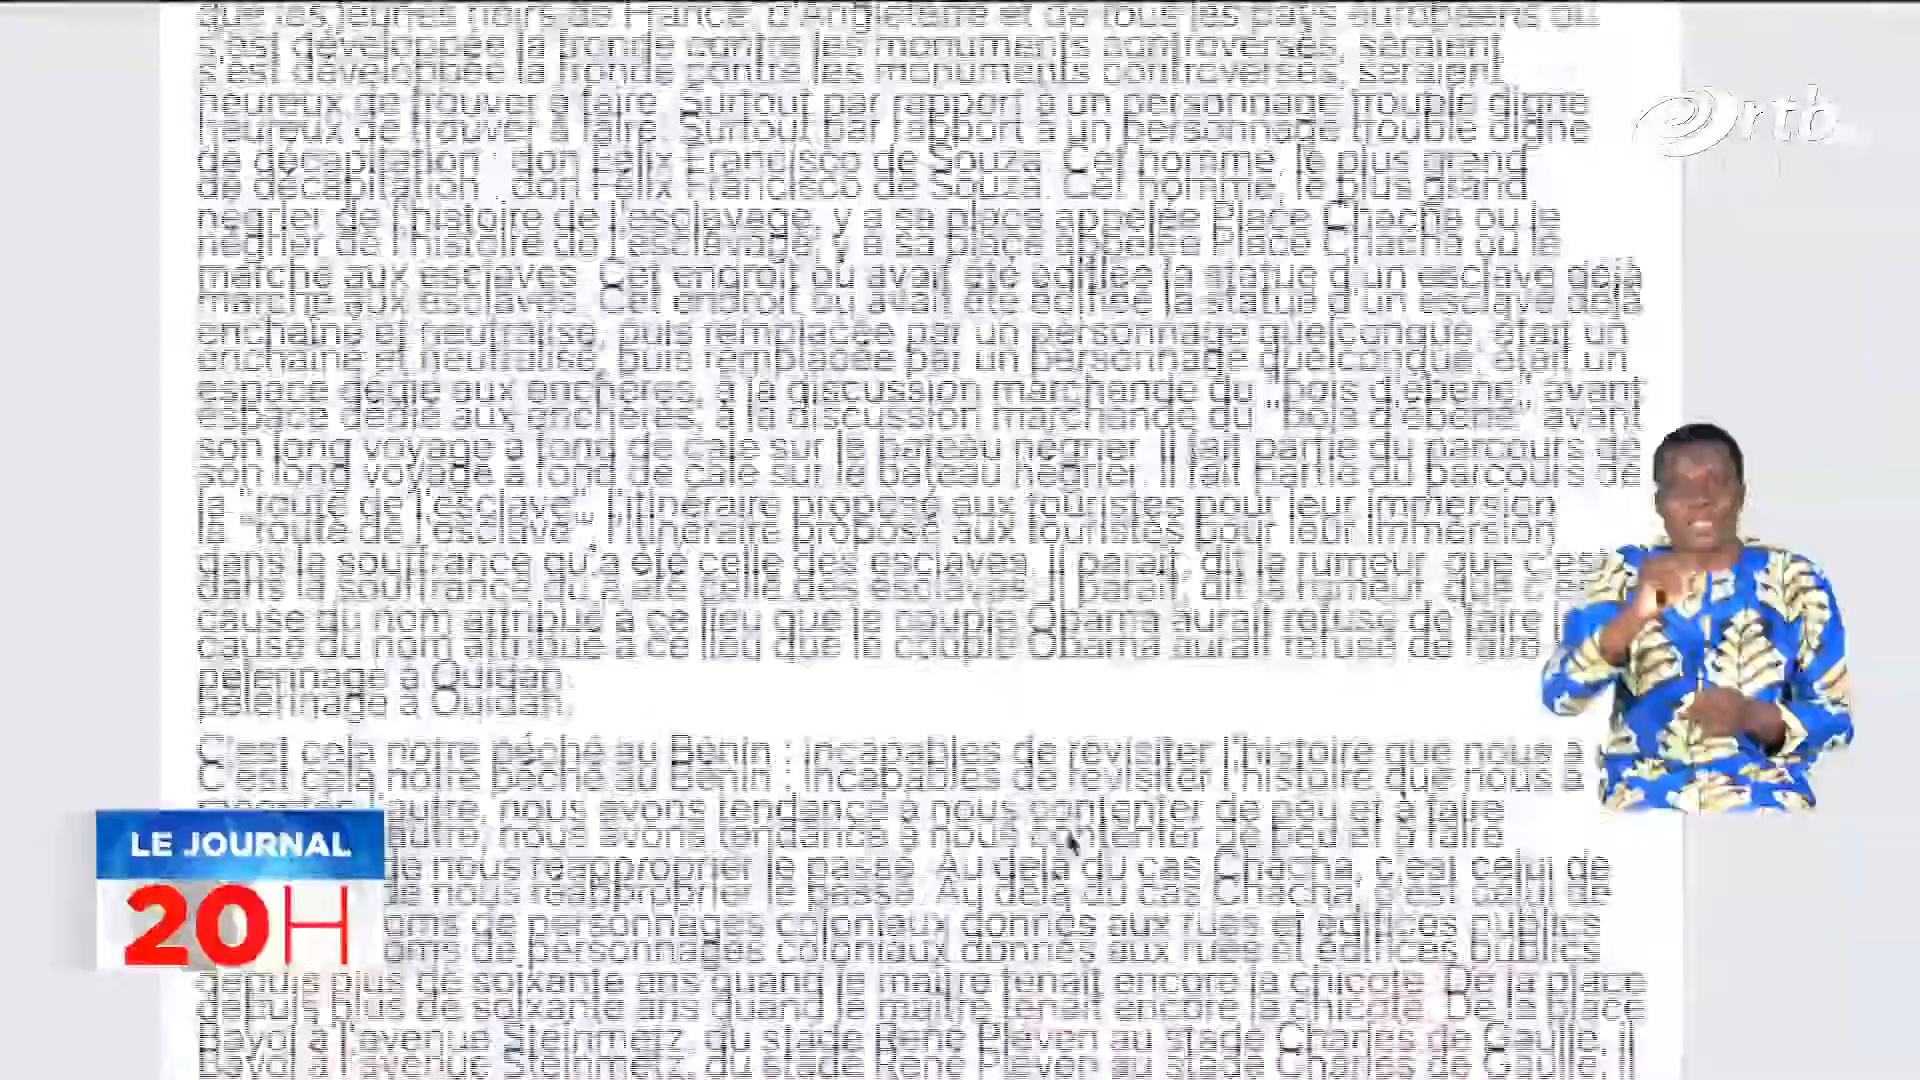 que les jeunes noirs de France, d'Angleterre et de tous les pays européens où
s'est développée la fronde contre les monuments controversés, seraient
heureux de trouver à faire. Surtout par rapport à un personnage trouble digne
de décapitation : don Félix Francisco de Souza. Cet homme, le plus grand
négrier de l'histoire de l'esclavage, y a sa place appelée Place Chacha ou le
marché aux esclaves. Cet endroit où avait été édifiée la statue d'un esclave déjà
enchaîné et neutralisé, puis remplacée par un personnage quelconque, était un
espace dédié aux enchères, à la discussion marchande du "bois d'ébène" avant
son long voyage à fond de cale sur le bateau négrier. Il fait partie du parcours de
la "route de l'esclave", l'itinéraire proposé aux touristes pour leur immersion
dans la souffrance qu'a été celle des esclaves. Il paraît, dit la rumeur, que c'est
cause du nom attribué à ce lieu que le couple Obama aurait refusé de faire
pèlerinage à Ouidah.
C'est cela notre péché au Bénin : incapables de revisiter l'histoire que nous a
autre, nous avons tendance à nous contenter de peu et à faire
de nous réapproprier le passé. Au delà du cas Chacha, c'est celui de
noms de personnages coloniaux donnés aux rues et édifices publics
depuis plus de soixante ans quand le maître tenait encore la chicote. De la place
Bayol à l'avenue Steinmetz, du stade René Pleven au stade Charles de Gaulle, il
ortb
LE JOURNAL
20H